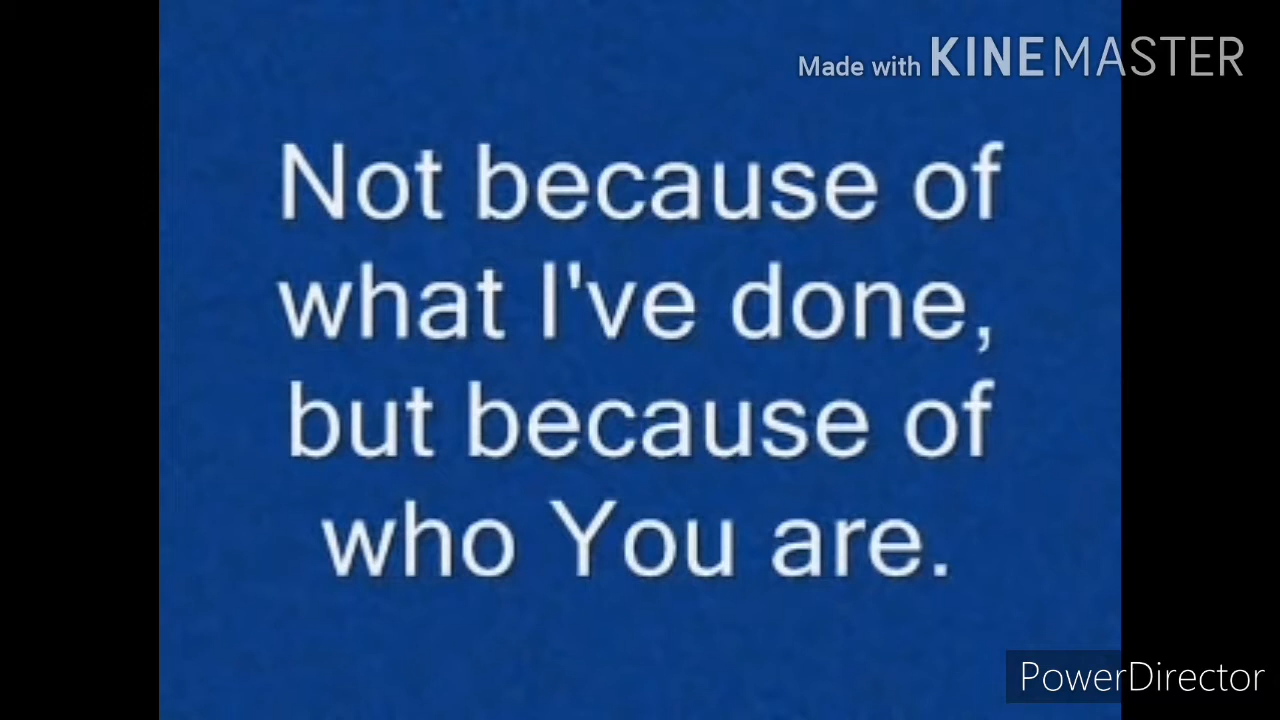 Made with KINEMASTER
Not because of
what I've done,
but because of
who You are.
PowerDirector